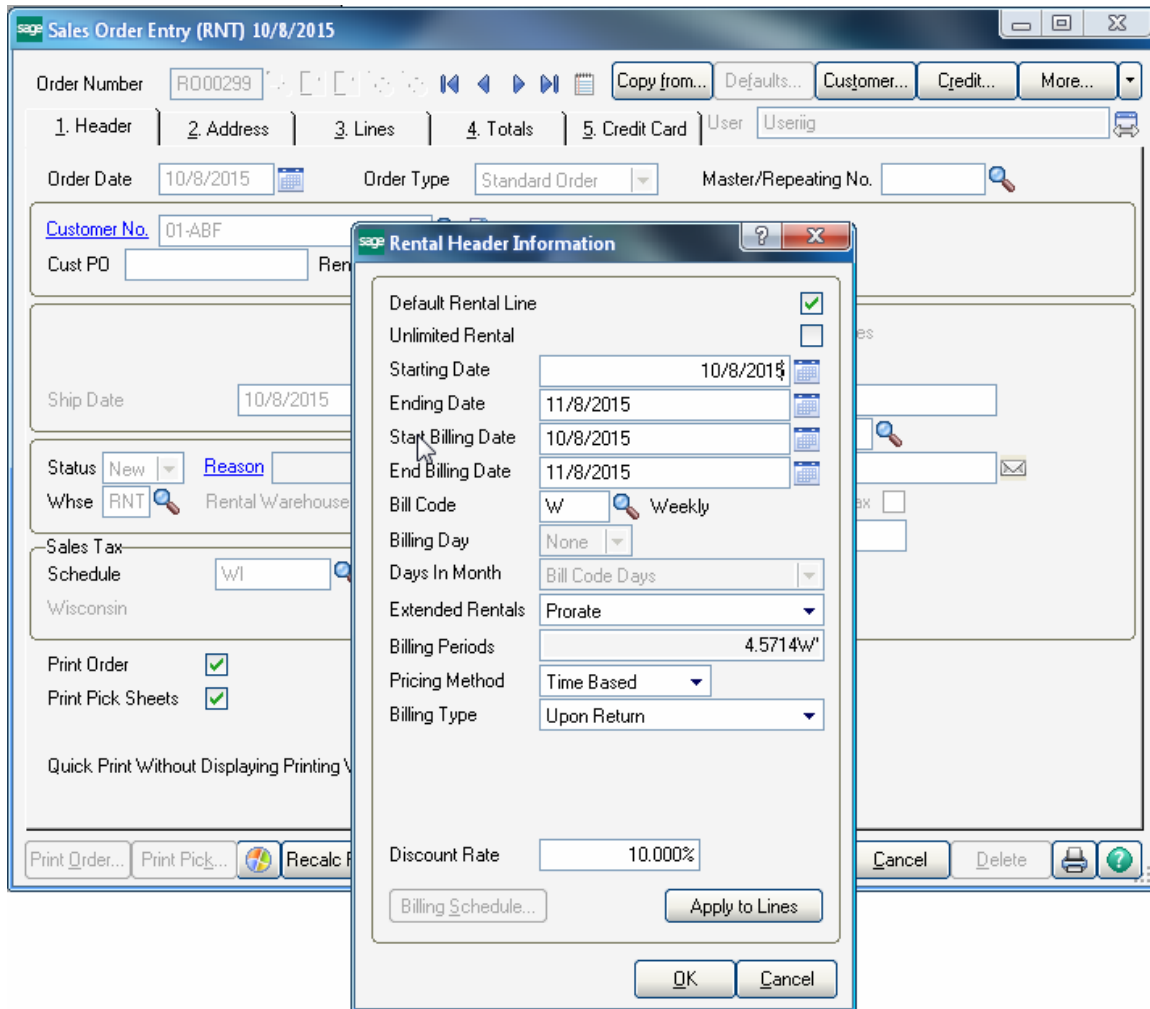 sage Sales Order Entry (RNT) 10/8/2015
Order Number RO00299 Copy from... Defaults... Customer... Credit... More...
1. Header 2. Address 3. Lines 4. Totals 5. Credit Card User Useriig
Order Date 10/8/2015 Order Type Standard Order Master/Repeating No.
Customer No. 01-ABF
Cust PO Ren
Ship Date 10/8/2015
Status New Reason
Whse RNT Rental Warehouse
Sales Tax
Schedule WI
Wisconsin
Print Order
Print Pick Sheets
Quick Print Without Displaying Printing
Print Order... Print Pick... Recalc Cancel Delete
es
ax
sage Rental Header Information
Default Rental Line
Unlimited Rental
Starting Date 10/8/2015
Ending Date 11/8/2015
Start Billing Date 10/8/2015
End Billing Date 11/8/2015
Bill Code W Weekly
Billing Day None
Days In Month Bill Code Days
Extended Rentals Prorate
Billing Periods 4.5714W"
Pricing Method Time Based
Billing Type Upon Return
Discount Rate 10.000%
Billing Schedule... Apply to Lines
OK Cancel